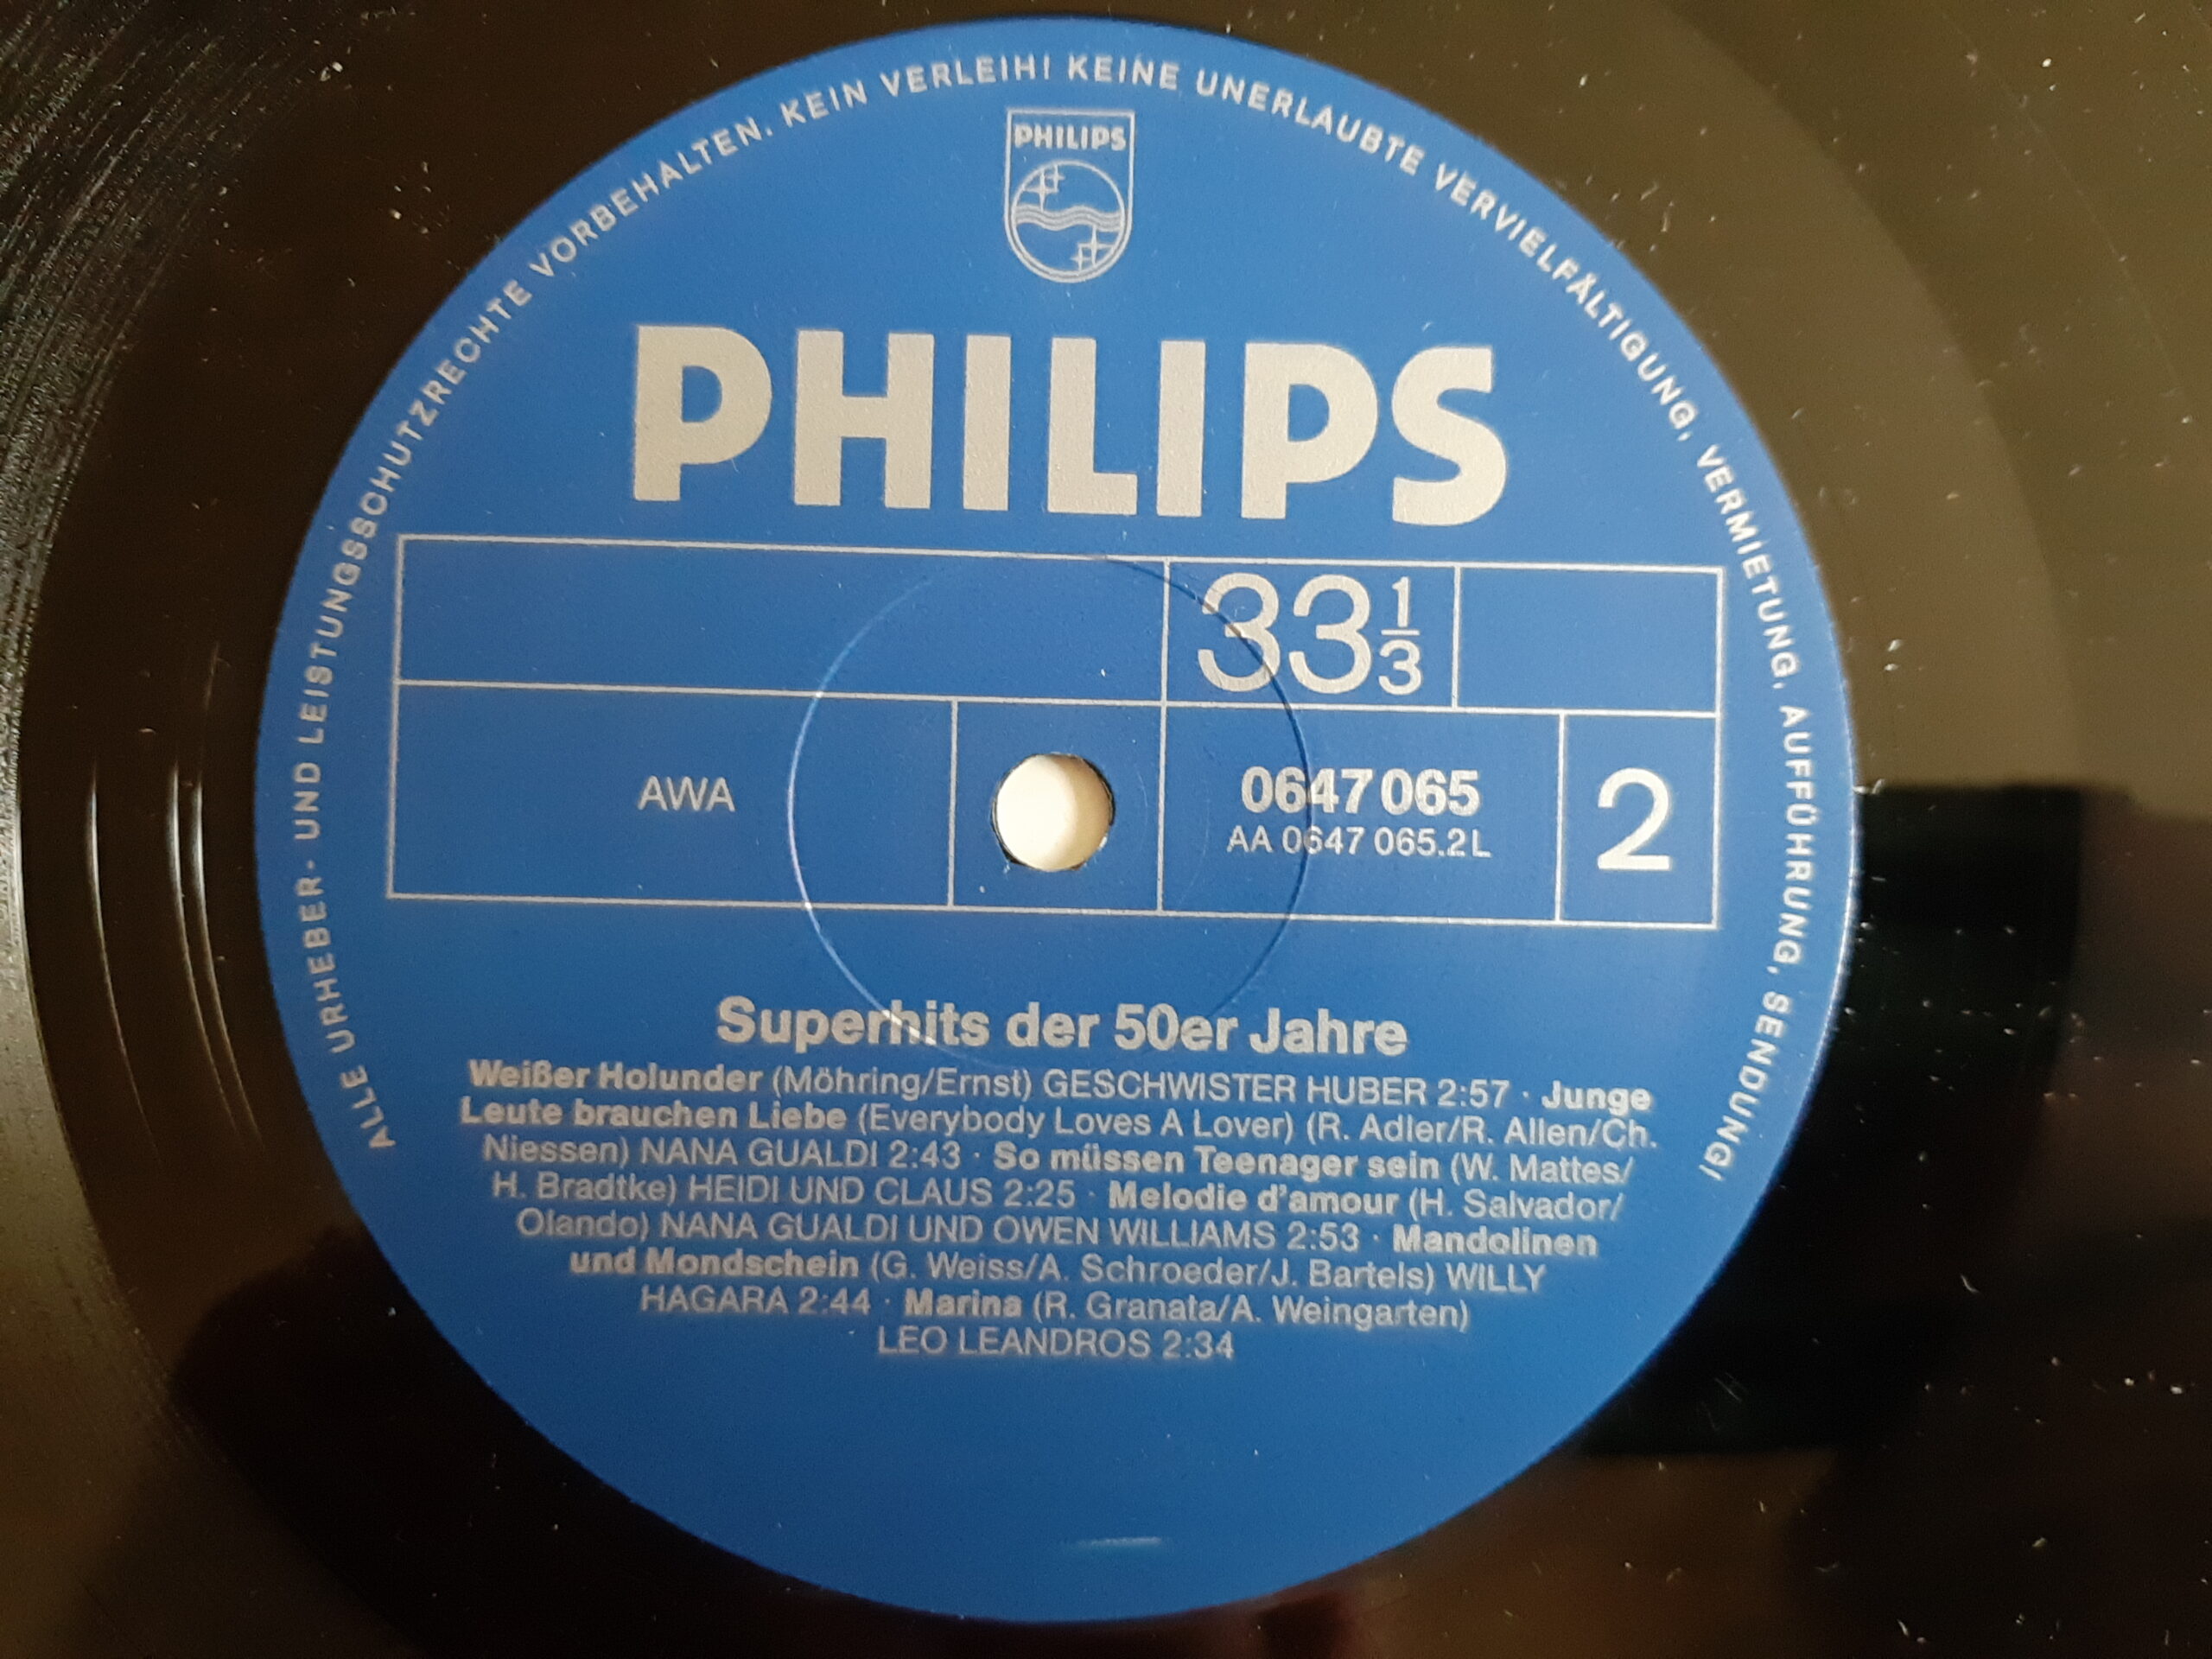 ALLE URHEBER- UND LEISTUNGSSCHUTZRECHTE VORBEHALTEN. KEIN VERLEIH! KEINE UNERLAUBTE VERVIELFÄLTIGUNG, VERMIETUNG, AUFFÜHRUNG, SENDUNG!
PHILIPS
PHILIPS
33 1/3
AWA
0647 065
AA 0647 065.2 L
2
Superhits der 50er Jahre
Weißer Holunder (Möhring/Ernst) GESCHWISTER HUBER 2:57 · Junge
Leute brauchen Liebe (Everybody Loves A Lover) (R. Adler/R. Allen/Ch.
Niessen) NANA GUALDI 2:43 · So müssen Teenager sein (W. Mattes/
H. Bradtke) HEIDI UND CLAUS 2:25 · Melodie d'amour (H. Salvador/
Olando) NANA GUALDI UND OWEN WILLIAMS 2:53 · Mandolinen
und Mondschein (G. Weiss/A. Schroeder/J. Bartels) WILLY
HAGARA 2:44 · Marina (R. Granata/A. Weingarten)
LEO LEANDROS 2:34